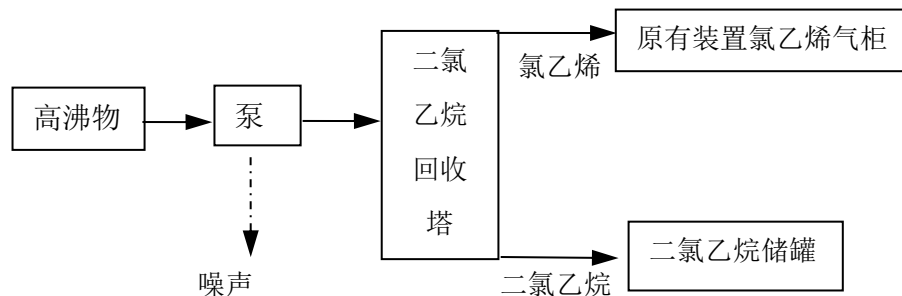 高沸物
泵
噪声
二氯
乙烷
回收
塔
氯乙烯
原有装置氯乙烯气柜
二氯乙烷
二氯乙烷储罐